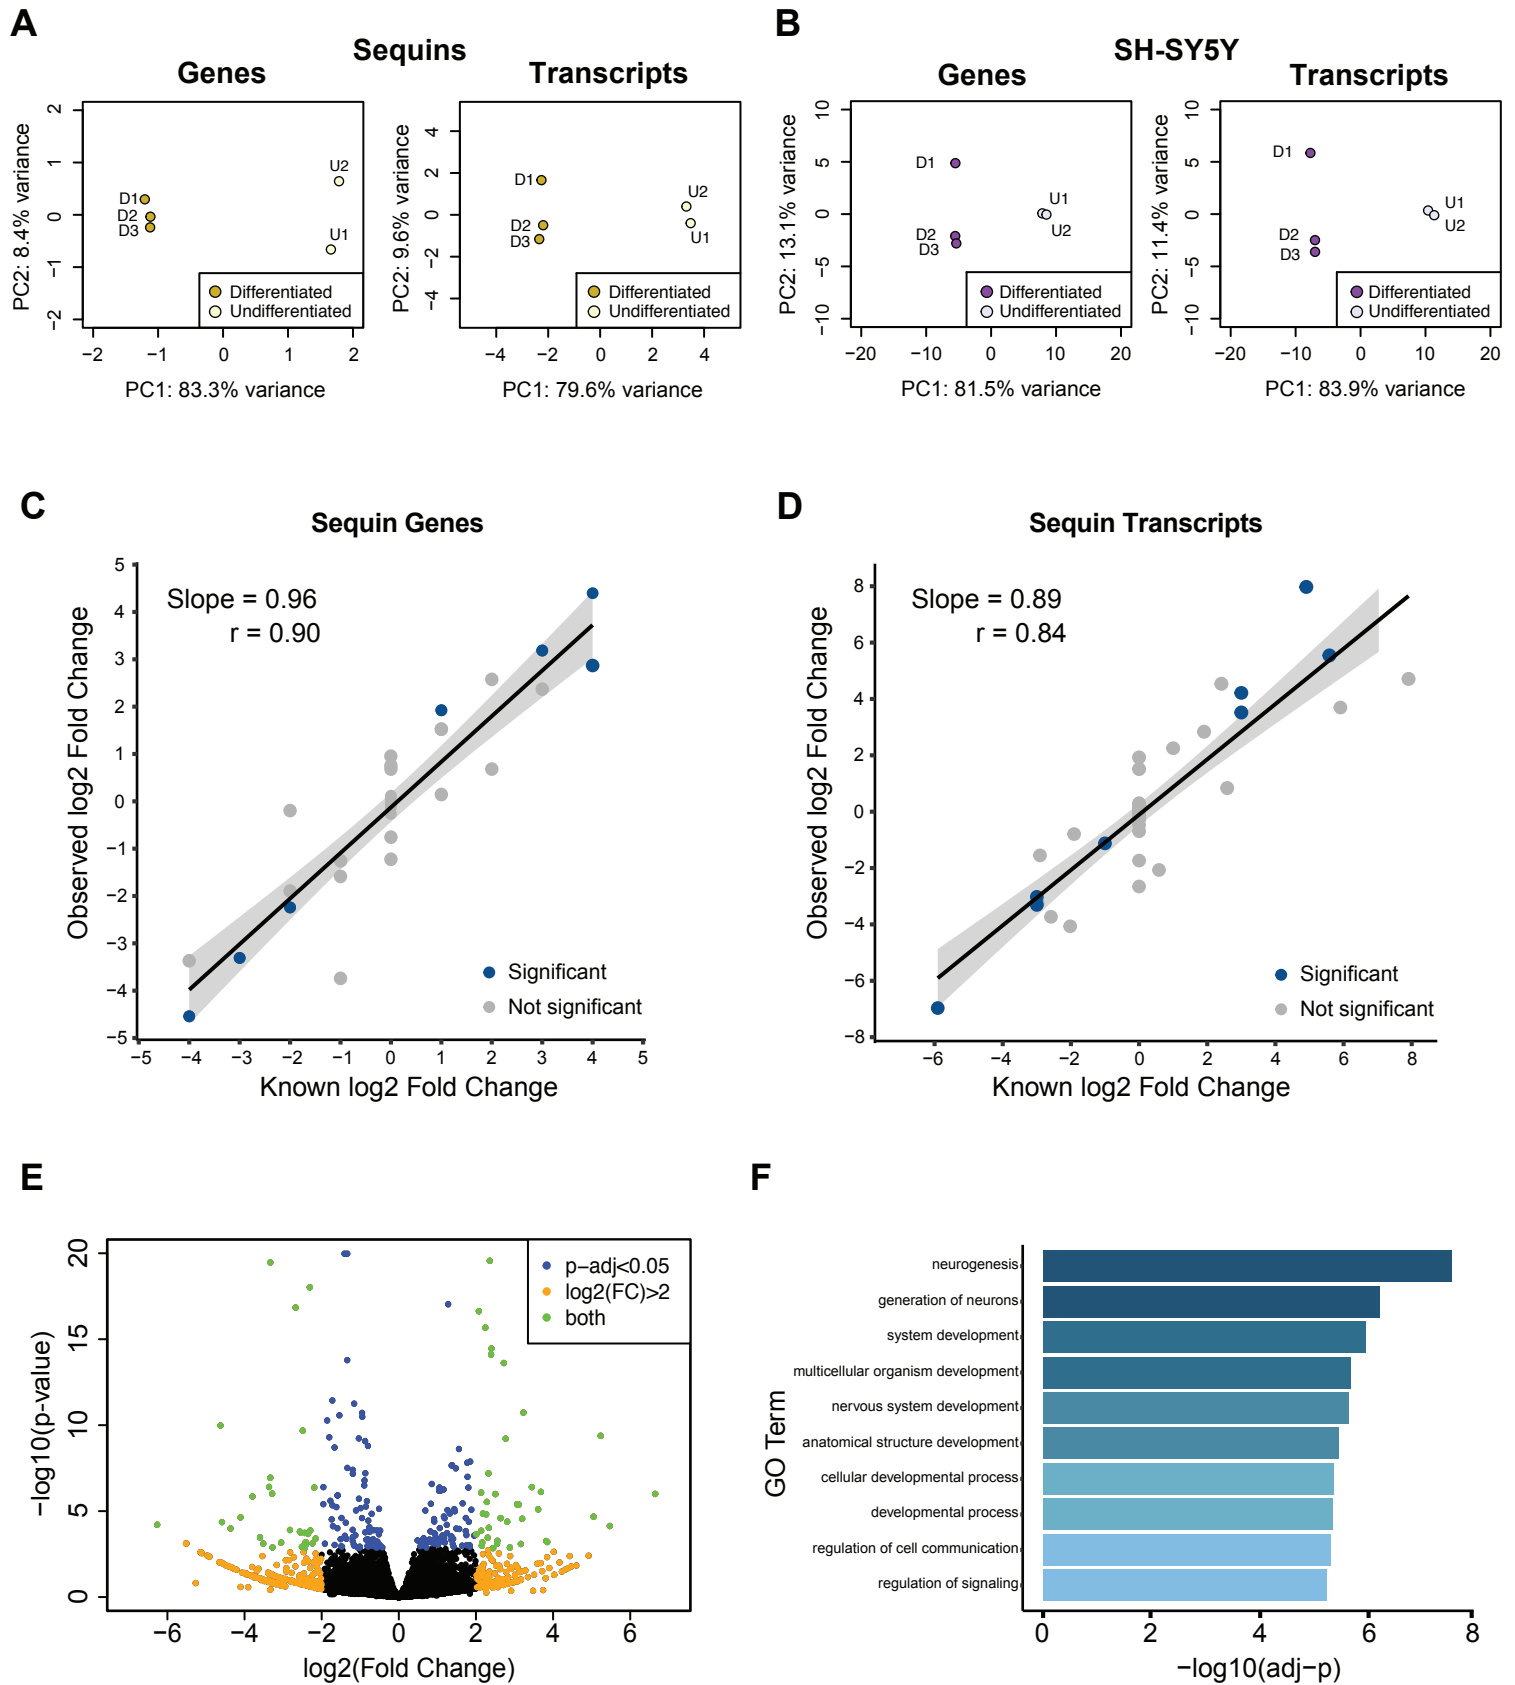 A
Sequins
Genes
Transcripts
PC2: 8.4% variance
2
1
0
−1
−2
D1
D2
D3
U2
U1
Differentiated
Undifferentiated
−2
−1
0
1
2
PC1: 83.3% variance
PC2: 9.6% variance
4
2
0
−2
−4
D1
D2
D3
U2
U1
Differentiated
Undifferentiated
−4
−2
0
2
4
PC1: 79.6% variance
B
SH-SY5Y
Genes
Transcripts
PC2: 13.1% variance
10
5
0
−5
−10
D1
D2
D3
U1
U2
Differentiated
Undifferentiated
−20
−10
0
10
20
PC1: 81.5% variance
PC2: 11.4% variance
10
5
0
−5
−10
D1
D2
D3
U1
U2
Differentiated
Undifferentiated
−20
−10
0
10
20
PC1: 83.9% variance
C
Sequin Genes
Slope = 0.96
r = 0.90
Observed log2 Fold Change
5
4
3
2
1
0
−1
−2
−3
−4
−5
Significant
Not significant
−5
−4
−3
−2
−1
0
1
2
3
4
5
Known log2 Fold Change
D
Sequin Transcripts
Slope = 0.89
r = 0.84
Observed log2 Fold Change
8
6
4
2
0
−2
−4
−6
−8
Significant
Not significant
−6
−4
−2
0
2
4
6
8
Known log2 Fold Change
E
−log10(p-value)
20
15
10
5
0
p−adj<0.05
log2(FC)>2
both
−6
−4
−2
0
2
4
6
log2(Fold Change)
F
GO Term
neurogenesis
generation of neurons
system development
multicellular organism development
nervous system development
anatomical structure development
cellular developmental process
developmental process
regulation of cell communication
regulation of signaling
0
2
4
6
8
−log10(adj−p)